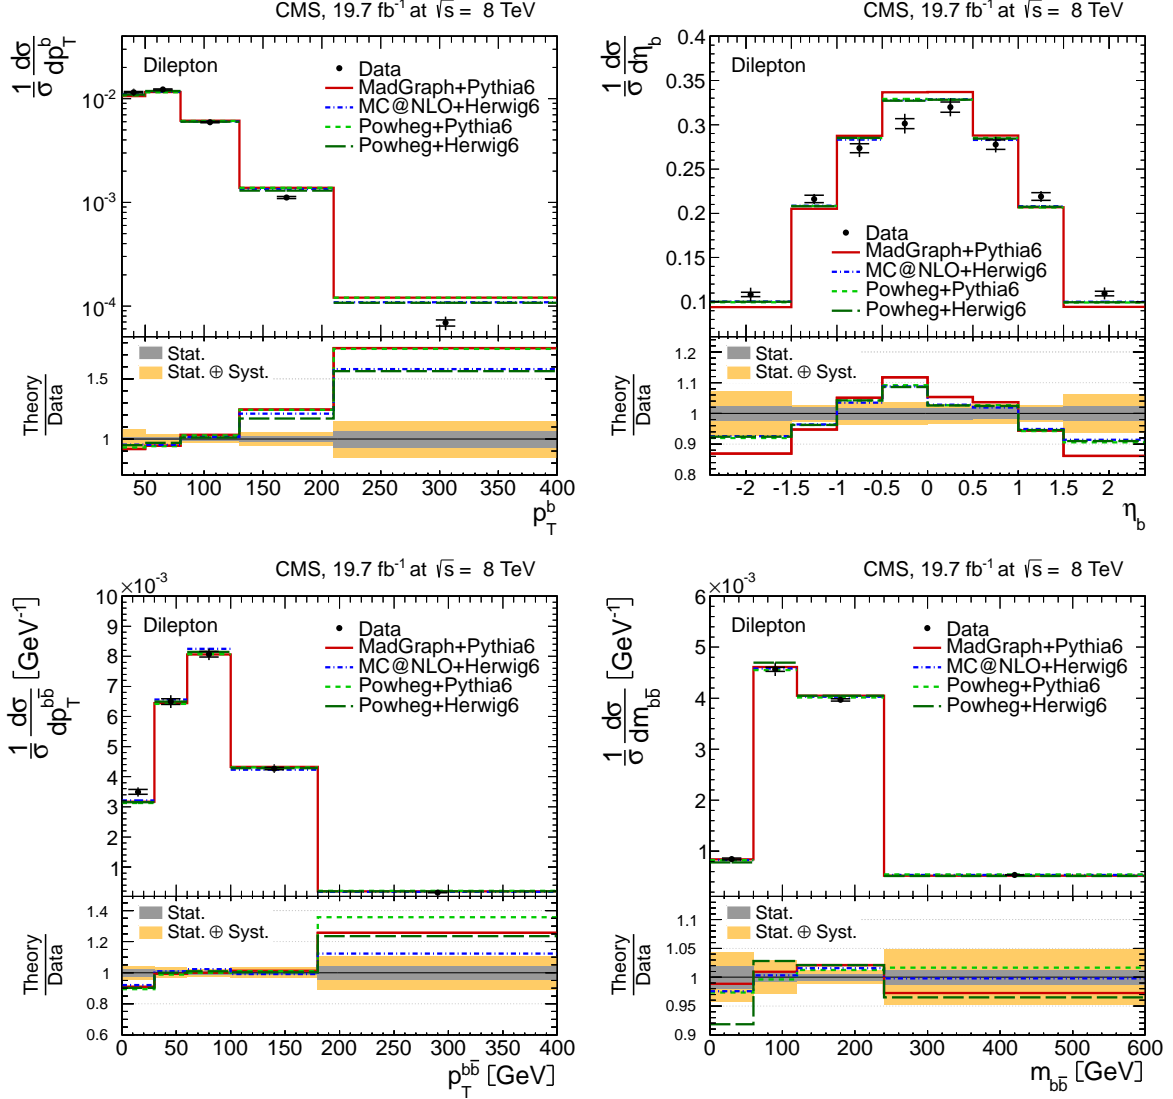 CMS, 19.7 fb⁻¹ at √s = 8 TeV
1/σ dσ/dp_T^b
Dilepton
Data
MadGraph+Pythia6
MC@NLO+Herwig6
Powheg+Pythia6
Powheg+Herwig6
10⁻²
10⁻³
10⁻⁴
Stat.
Stat. ⊕ Syst.
Theory/Data
1.5
1
50 100 150 200 250 300 350 400
p_T^b
CMS, 19.7 fb⁻¹ at √s = 8 TeV
1/σ dσ/dη_b
0.4
0.35
0.3
0.25
0.2
0.15
0.1
Dilepton
Data
MadGraph+Pythia6
MC@NLO+Herwig6
Powheg+Pythia6
Powheg+Herwig6
Stat.
Stat. ⊕ Syst.
Theory/Data
1.2
1.1
1
0.9
0.8
-2 -1.5 -1 -0.5 0 0.5 1 1.5 2
η_b
CMS, 19.7 fb⁻¹ at √s = 8 TeV
×10⁻³
1/σ dσ/dp_T^bb̄ [GeV⁻¹]
10
9
8
7
6
5
4
3
2
1
Dilepton
Data
MadGraph+Pythia6
MC@NLO+Herwig6
Powheg+Pythia6
Powheg+Herwig6
Stat.
Stat. ⊕ Syst.
Theory/Data
1.4
1.2
1
0.8
0.6
0 50 100 150 200 250 300 350 400
p_T^bb̄ [GeV]
CMS, 19.7 fb⁻¹ at √s = 8 TeV
×10⁻³
1/σ dσ/dm_bb̄ [GeV⁻¹]
6
5
4
3
2
1
Dilepton
Data
MadGraph+Pythia6
MC@NLO+Herwig6
Powheg+Pythia6
Powheg+Herwig6
Stat.
Stat. ⊕ Syst.
Theory/Data
1.1
1.05
1
0.95
0.9
0 100 200 300 400 500 600
m_bb̄ [GeV]